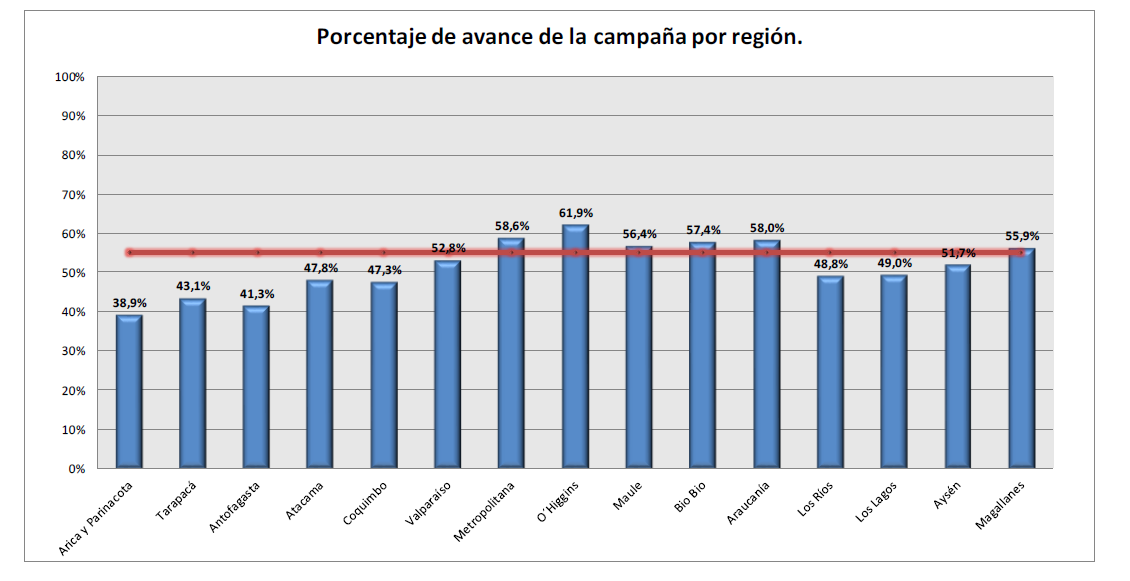 Porcentaje de avance de la campaña por región.
100%
90%
80%
70%
60%
50%
40%
30%
20%
10%
0%
38,9%
43,1%
41,3%
47,8%
47,3%
52,8%
58,6%
61,9%
56,4%
57,4%
58,0%
48,8%
49,0%
51,7%
55,9%
Arica y Parinacota
Tarapacá
Antofagasta
Atacama
Coquimbo
Valparaíso
Metropolitana
O´Higgins
Maule
Bio Bio
Araucanía
Los Ríos
Los Lagos
Aysén
Magallanes